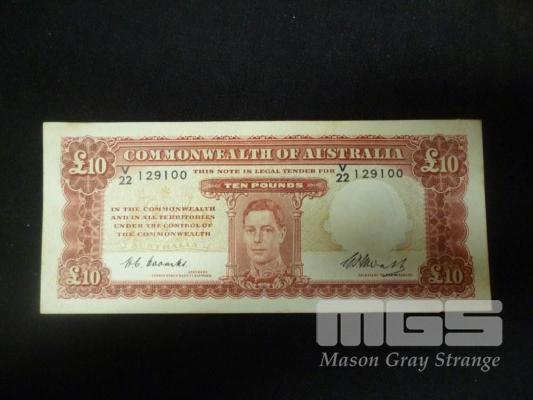 £10
COMMONWEALTH OF AUSTRALIA
£10
V/22 129100
THIS NOTE IS LEGAL TENDER FOR
V/22 129100
TEN POUNDS
IN THE COMMONWEALTH
AND IN ALL TERRITORIES
UNDER THE CONTROL OF
THE COMMONWEALTH
AUSTRALIA
£10
£10
MGS
Mason Gray Strange